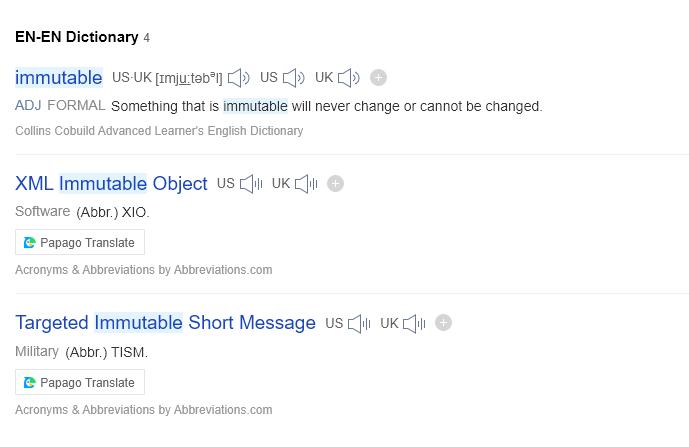 EN-EN Dictionary 4
immutable US·UK [ɪmju:təbᵊl] US UK
ADJ FORMAL Something that is immutable will never change or cannot be changed.
Collins Cobuild Advanced Learner's English Dictionary
XML Immutable Object US UK
Software (Abbr.) XIO.
Papago Translate
Acronyms & Abbreviations by Abbreviations.com
Targeted Immutable Short Message US UK
Military (Abbr.) TISM.
Papago Translate
Acronyms & Abbreviations by Abbreviations.com